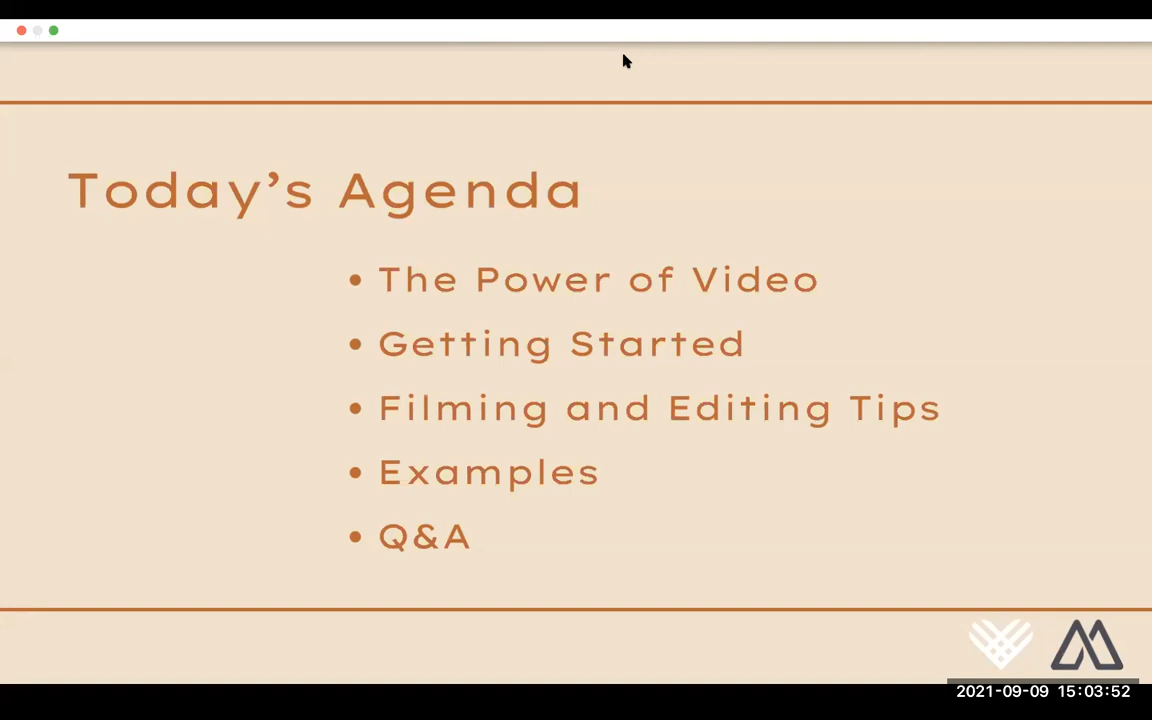 Today’s Agenda
• The Power of Video
• Getting Started
• Filming and Editing Tips
• Examples
• Q&A
2021-09-09 15:03:52